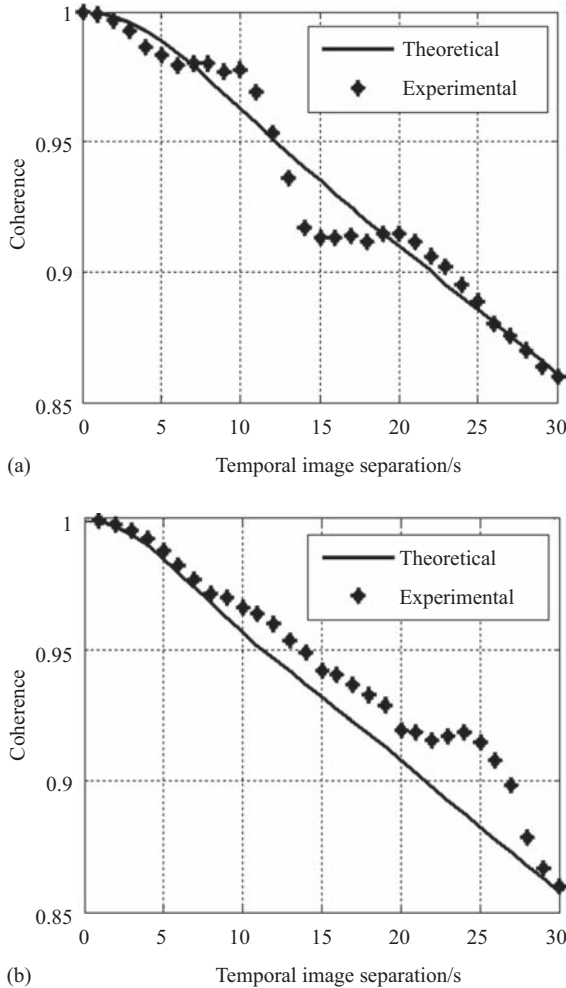 1
Theoretical
Experimental
0.95
Coherence
0.9
0.85
0 5 10 15 20 25 30
(a)
Temporal image separation/s
1
Theoretical
Experimental
0.95
Coherence
0.9
0.85
0 5 10 15 20 25 30
(b)
Temporal image separation/s